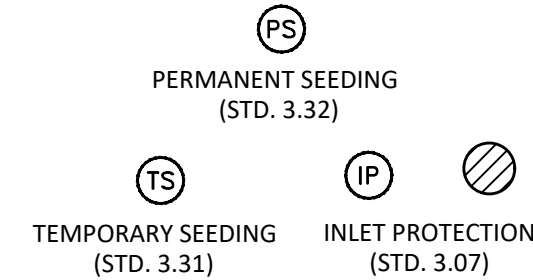 PS
PERMANENT SEEDING
(STD. 3.32)
TS
TEMPORARY SEEDING
(STD. 3.31)
IP
INLET PROTECTION
(STD. 3.07)